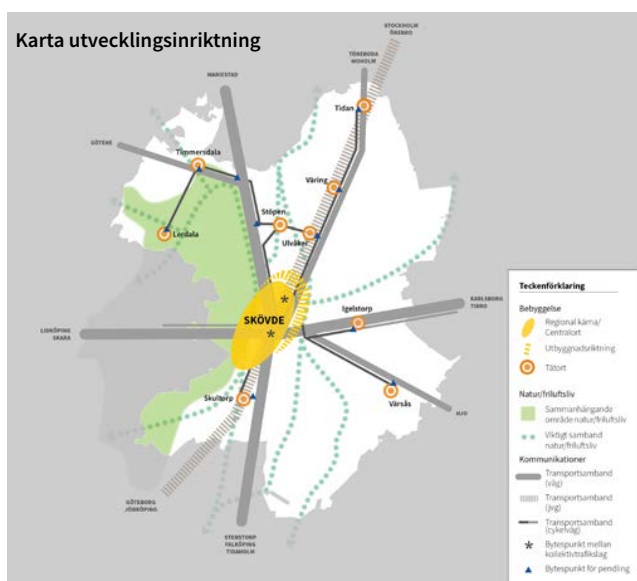 Karta utvecklingsinriktning
STOCKHOLM
ÖREBRO
TÖREBODA
MOHOLM
MARIESTAD
Tidan
GÖTENE
Timmersdala
Väring
Stöpen
Lerdala
Ulvåker
SKÖVDE
Igelstorp
KARLSBORG
TIBRO
LIDKÖPING
SKARA
Skultorp
Värsås
HJO
GÖTEBORG
JÖNKÖPING
STENSTORP
FALKÖPING
TIDAHOLM
Teckenförklaring
Bebyggelse
Regional kärna/
Centralort
Utbyggnadsriktning
Tätort
Natur/friluftsliv
Sammanhängande
område natur/friluftsliv
Viktigt samband
natur/friluftsliv
Kommunikationer
Transportsamband
(väg)
Transportsamband
(jvg)
Transportsamband
(cykelväg)
Bytespunkt mellan
kollektivtrafikslag
Bytespunkt för pendling